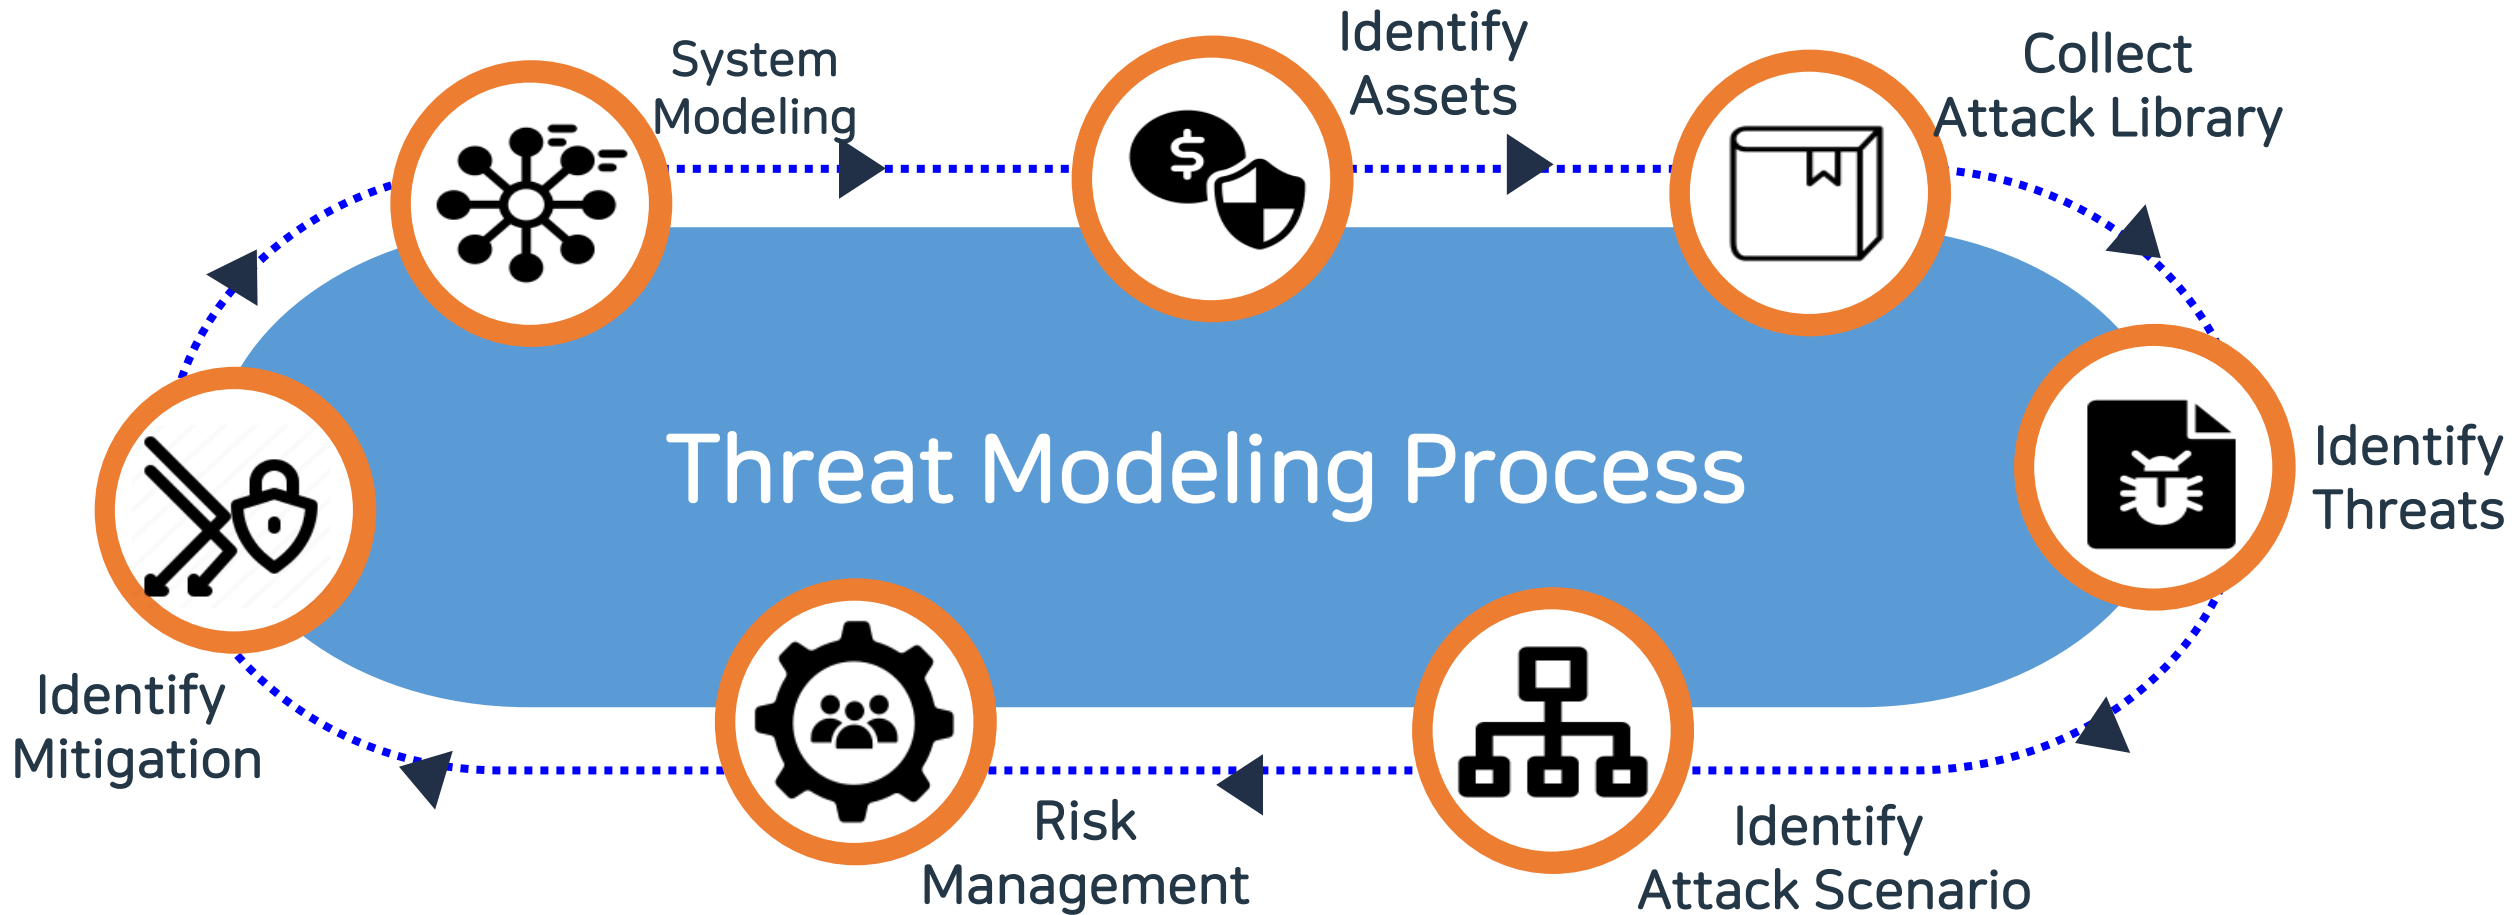 System
Modeling
Identify
Assets
Collect
Attack Library
Identify
Threats
Threat Modeling Process
Identify
Mitigation
Risk
Management
Identify
Attack Scenario